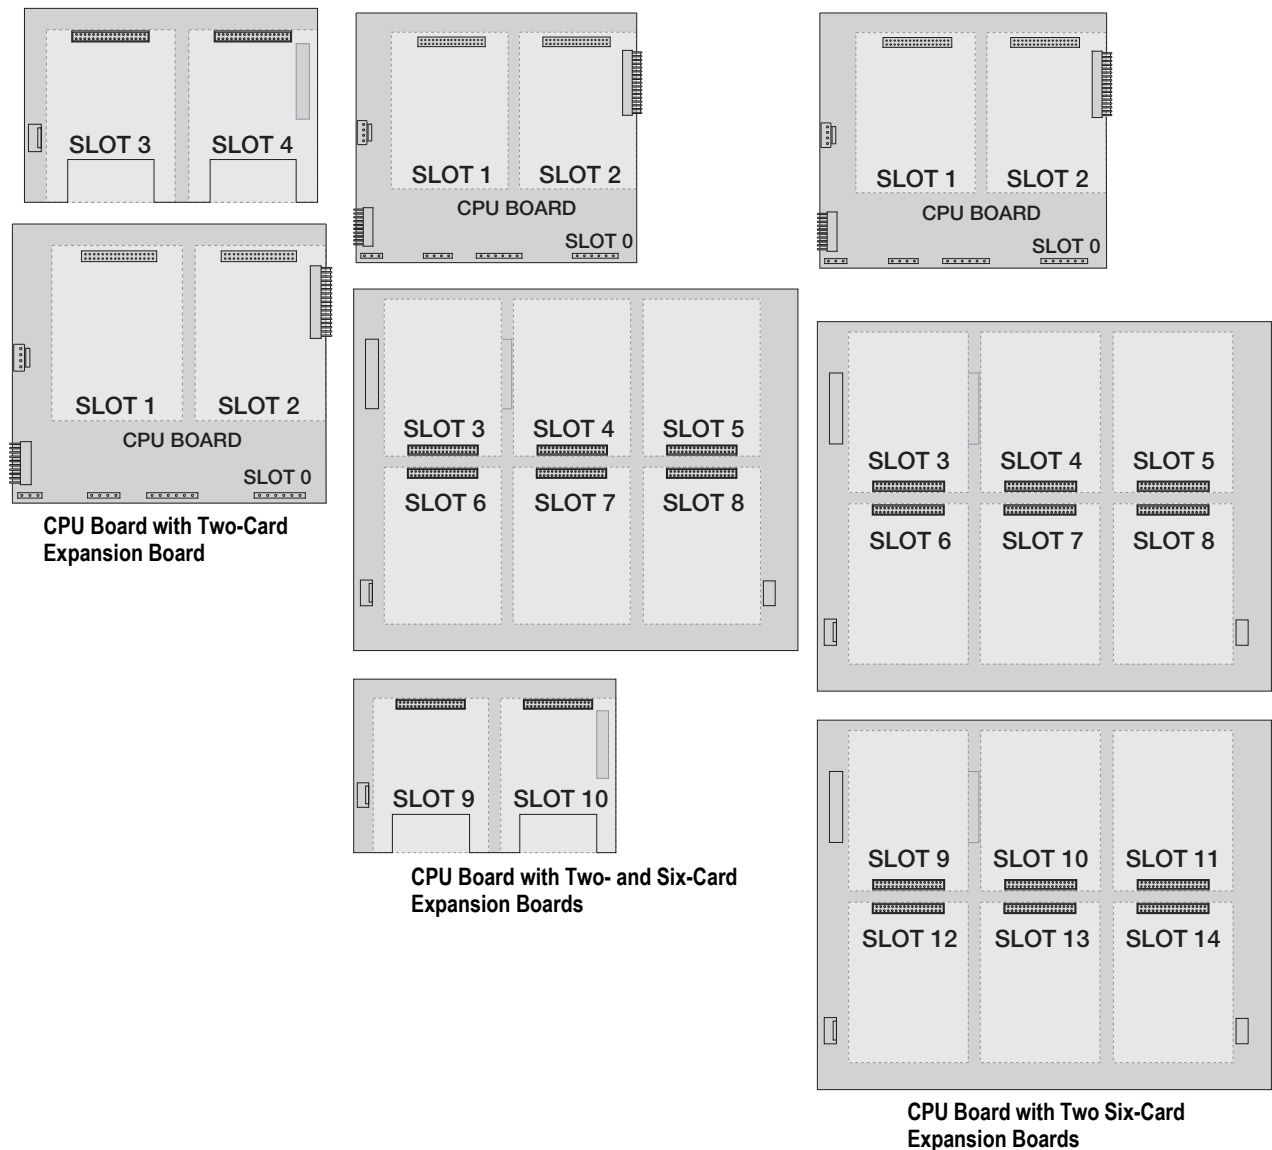 SLOT 3 SLOT 4
SLOT 1 SLOT 2
CPU BOARD
SLOT 0
CPU Board with Two-Card
Expansion Board
SLOT 1 SLOT 2
CPU BOARD
SLOT 0
SLOT 3 SLOT 4 SLOT 5
SLOT 6 SLOT 7 SLOT 8
SLOT 9 SLOT 10
CPU Board with Two- and Six-Card
Expansion Boards
SLOT 1 SLOT 2
CPU BOARD
SLOT 0
SLOT 3 SLOT 4 SLOT 5
SLOT 6 SLOT 7 SLOT 8
SLOT 9 SLOT 10 SLOT 11
SLOT 12 SLOT 13 SLOT 14
CPU Board with Two Six-Card
Expansion Boards